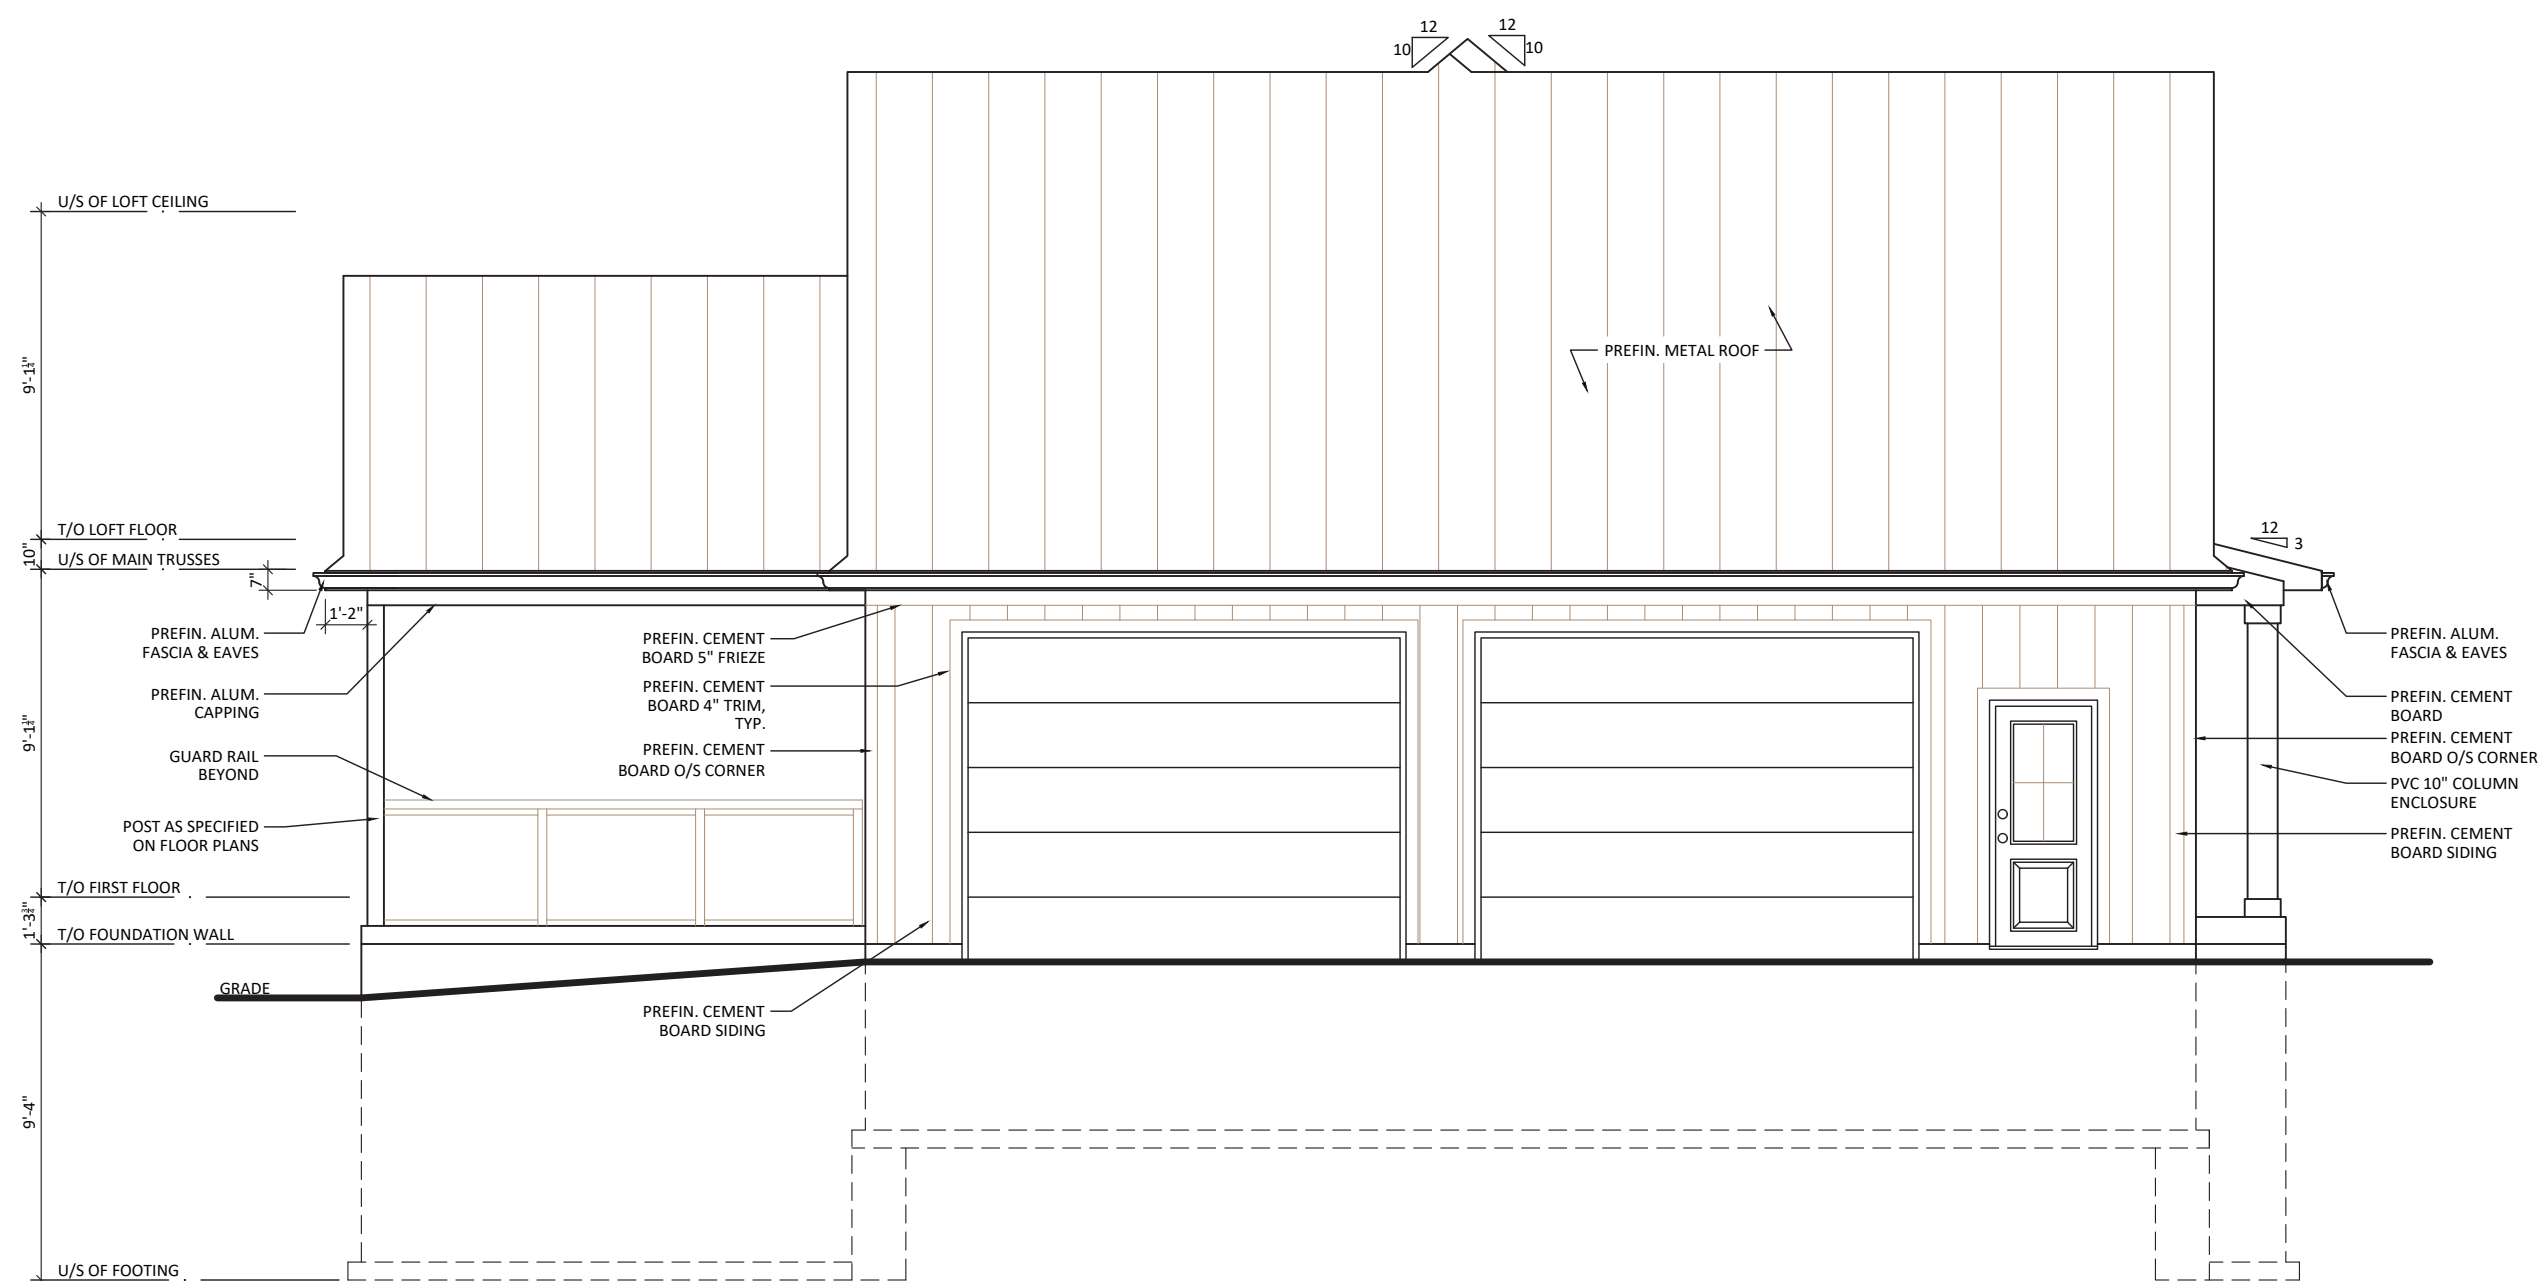 12
12
10
10
U/S OF LOFT CEILING
9'-1¼"
PREFIN. METAL ROOF
T/O LOFT FLOOR
10"
U/S OF MAIN TRUSSES
7"
1'-2"
12
3
PREFIN. ALUM.
FASCIA & EAVES
PREFIN. ALUM.
CAPPING
GUARD RAIL
BEYOND
POST AS SPECIFIED
ON FLOOR PLANS
9'-1¼"
PREFIN. CEMENT
BOARD 5" FRIEZE
PREFIN. CEMENT
BOARD 4" TRIM,
TYP.
PREFIN. CEMENT
BOARD O/S CORNER
PREFIN. ALUM.
FASCIA & EAVES
PREFIN. CEMENT
BOARD
PREFIN. CEMENT
BOARD O/S CORNER
PVC 10" COLUMN
ENCLOSURE
PREFIN. CEMENT
BOARD SIDING
T/O FIRST FLOOR
1'-3¾"
T/O FOUNDATION WALL
GRADE
PREFIN. CEMENT
BOARD SIDING
9'-4"
U/S OF FOOTING